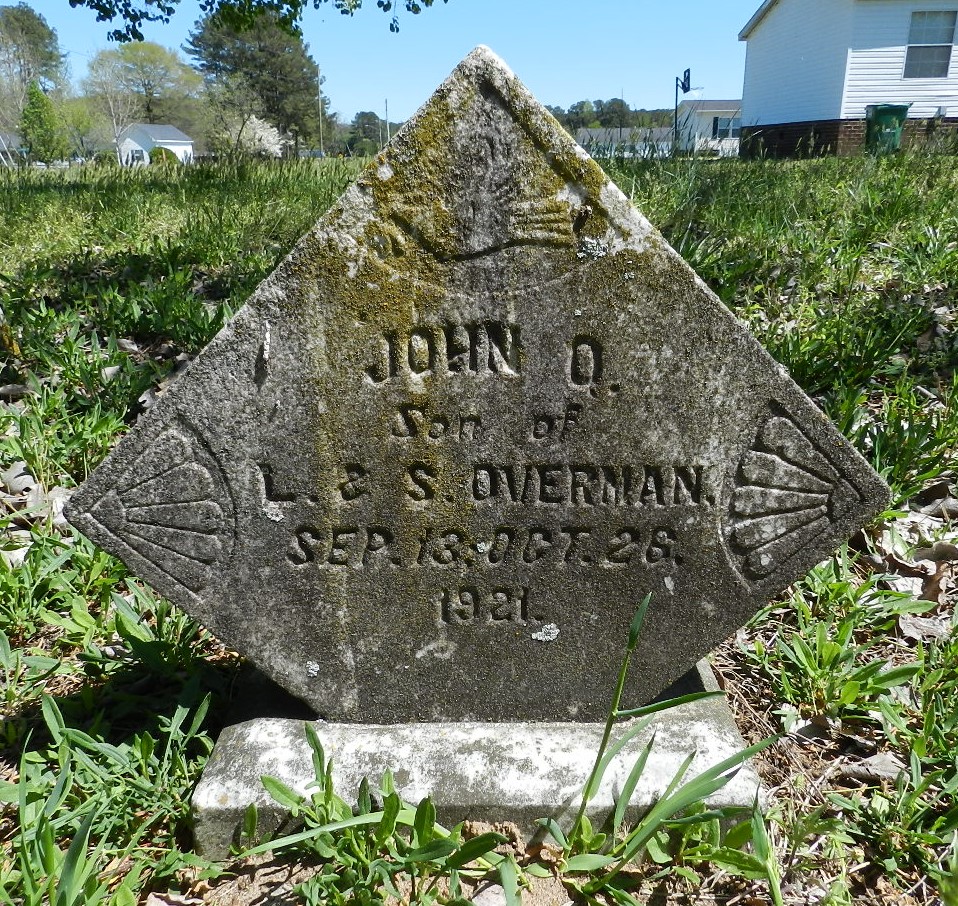 JOHN Q.
Son of
L. & S. OVERMAN.
SEP. 13. OCT. 26.
1921.